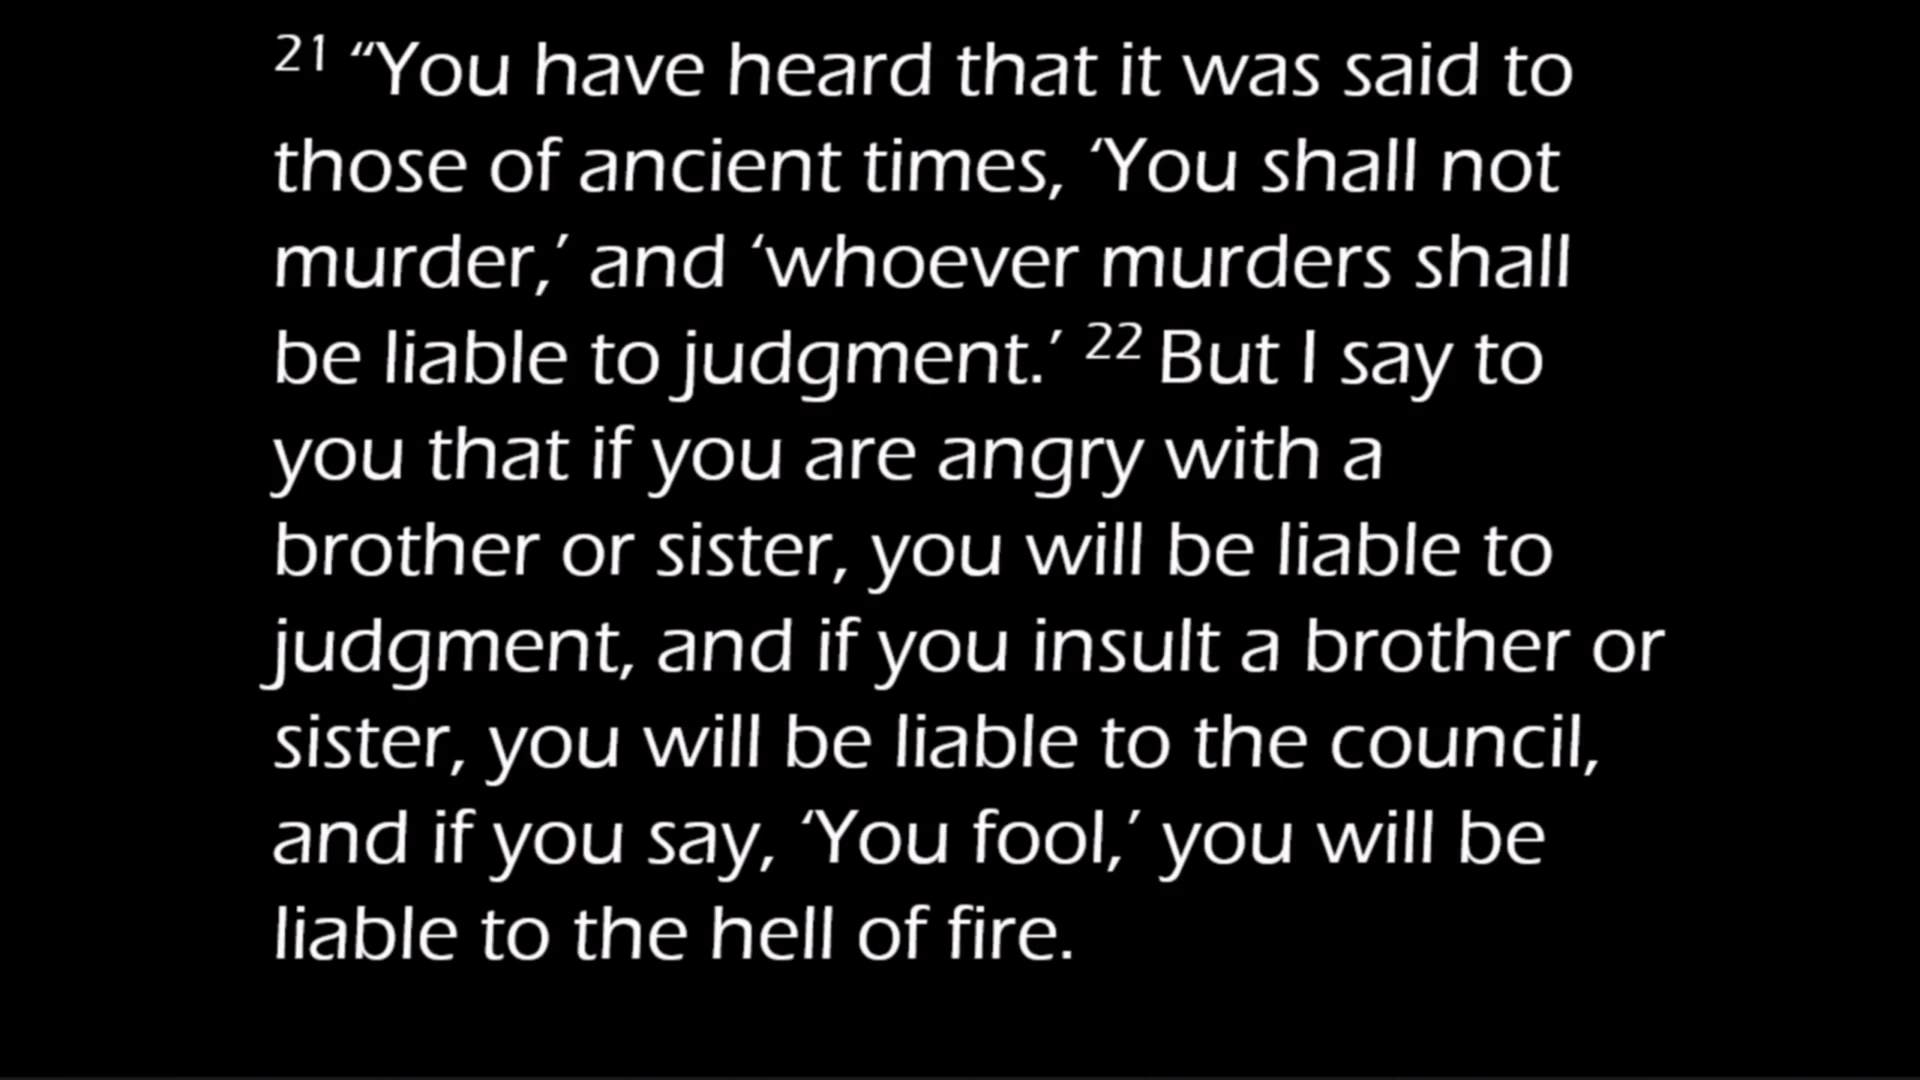 21 “You have heard that it was said to
those of ancient times, ‘You shall not
murder,’ and ‘whoever murders shall
be liable to judgment.’ 22 But I say to
you that if you are angry with a
brother or sister, you will be liable to
judgment, and if you insult a brother or
sister, you will be liable to the council,
and if you say, ‘You fool,’ you will be
liable to the hell of fire.